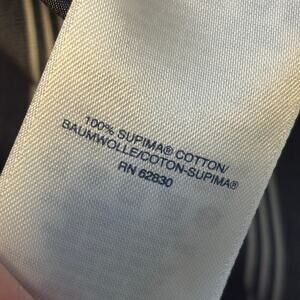 100% SUPIMA® COTTON/
BAUMWOLLE/COTON-SUPIMA®
RN 62830